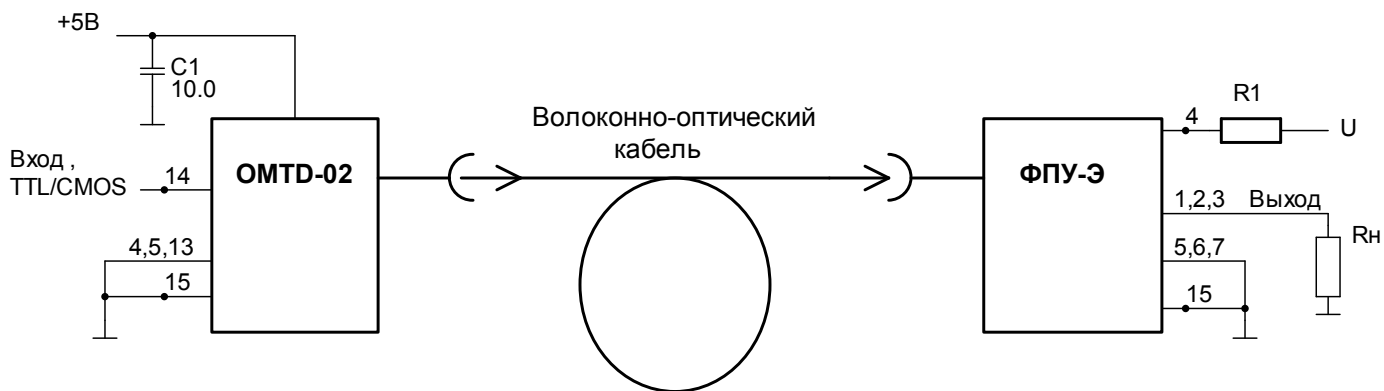 +5В
C1
10.0
Вход ,
TTL/CMOS
14
OMTD-02
4,5,13
15
Волоконно-оптический
кабель
ФПУ-Э
4
R1
U
1,2,3
Выход
Rн
5,6,7
15